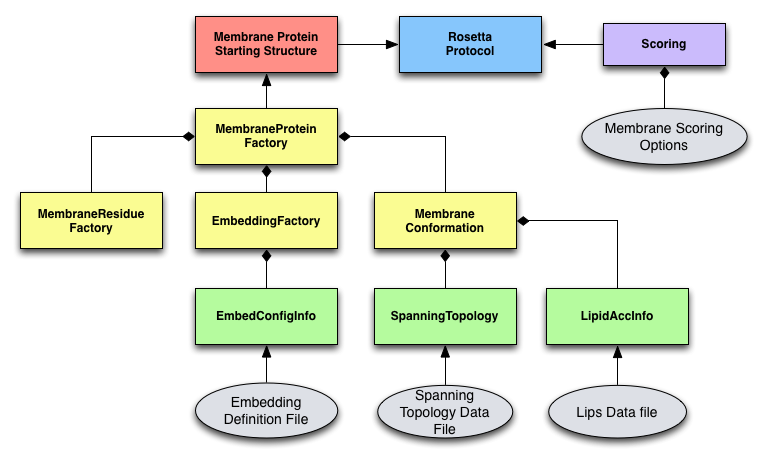 Membrane Protein
Starting Structure
Rosetta
Protocol
Scoring
Membrane Scoring
Options
MembraneProtein
Factory
MembraneResidue
Factory
EmbeddingFactory
Membrane
Conformation
EmbedConfigInfo
SpanningTopology
LipidAccInfo
Embedding
Definition File
Spanning
Topology Data
File
Lips Data file